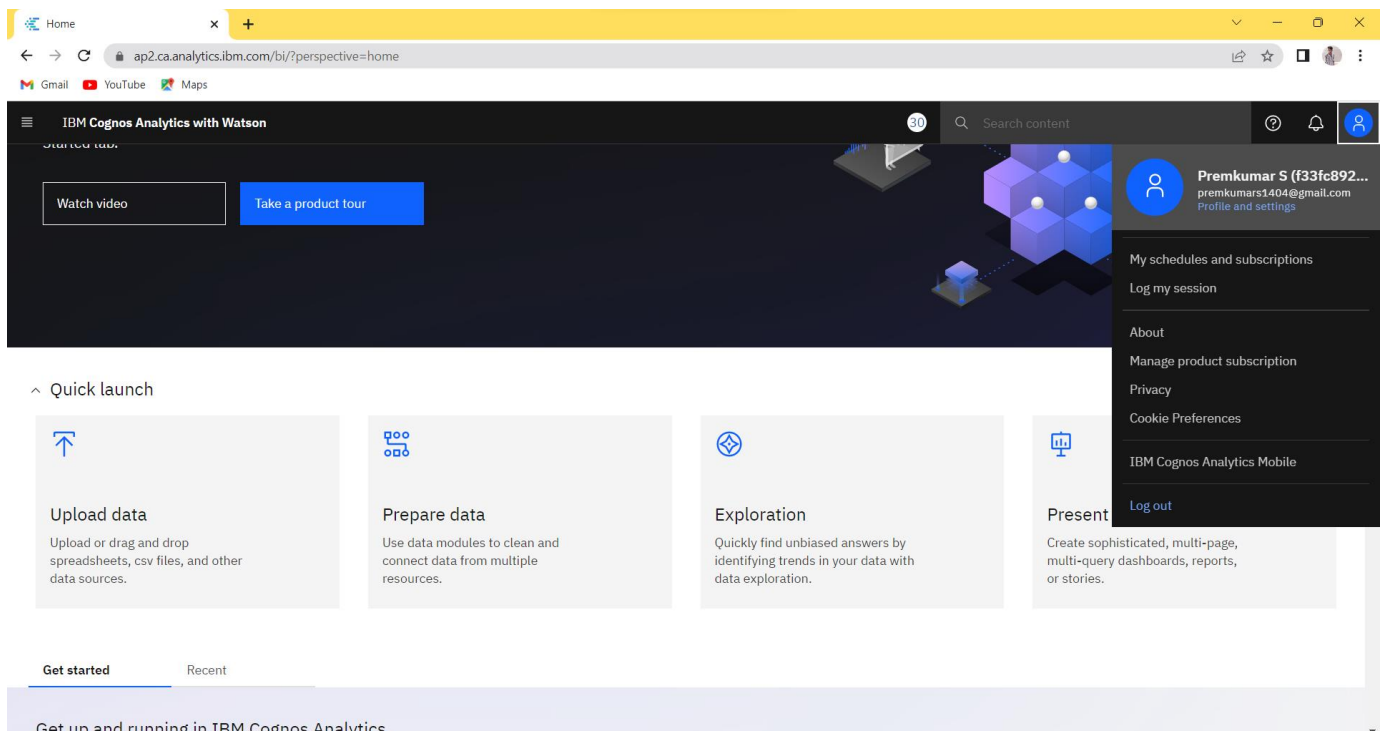 Home
ap2.ca.analytics.ibm.com/bi/?perspective=home
Gmail YouTube Maps
IBM Cognos Analytics with Watson
30
Search content
Started tab.
Watch video
Take a product tour
Premkumar S (f33fc892...
premkumars1404@gmail.com
Profile and settings
My schedules and subscriptions
Log my session
About
Manage product subscription
Privacy
Cookie Preferences
IBM Cognos Analytics Mobile
Log out
Quick launch
Upload data
Upload or drag and drop
spreadsheets, csv files, and other
data sources.
Prepare data
Use data modules to clean and
connect data from multiple
resources.
Exploration
Quickly find unbiased answers by
identifying trends in your data with
data exploration.
Present
Create sophisticated, multi-page,
multi-query dashboards, reports,
or stories.
Get started
Recent
Get up and running in IBM Cognos Analytics